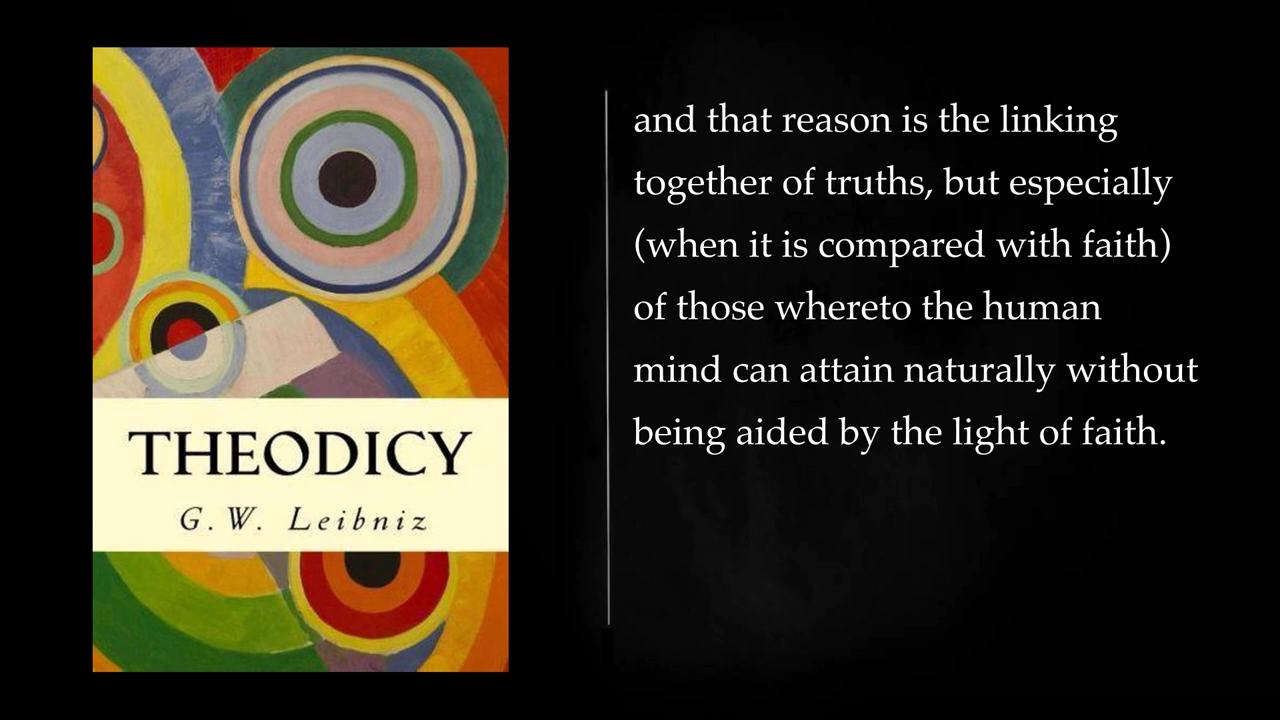 THEODICY
G. W. Leibniz
and that reason is the linking
together of truths, but especially
(when it is compared with faith)
of those whereto the human
mind can attain naturally without
being aided by the light of faith.